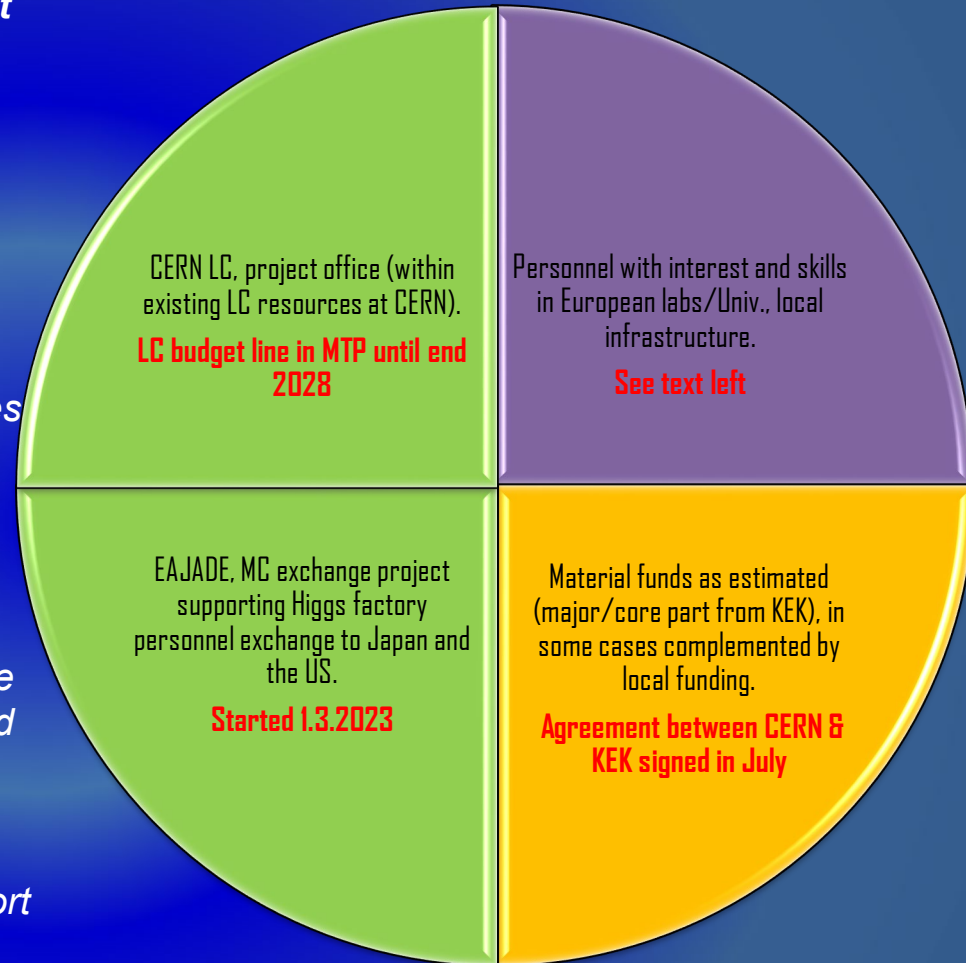 CERN LC, project office (within
existing LC resources at CERN).
LC budget line in MTP until end
2028
Personnel with interest and skills
in European labs/Univ., local
infrastructure.
See text left
EAJADE, MC exchange project
supporting Higgs factory
personnel exchange to Japan and
the US.
Started 1.3.2023
Material funds as estimated
(major/core part from KEK), in
some cases complemented by
local funding.
Agreement between CERN &
KEK signed in July